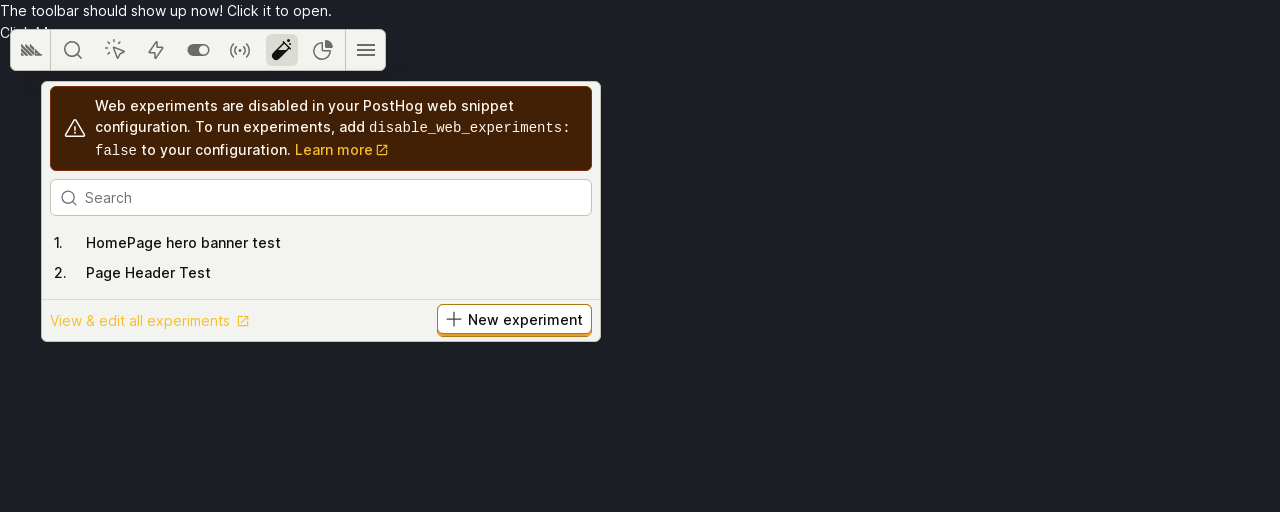 The toolbar should show up now! Click it to open.
Web experiments are disabled in your PostHog web snippet
configuration. To run experiments, add disable_web_experiments:
false to your configuration. Learn more
Search
1. HomePage hero banner test
2. Page Header Test
View & edit all experiments
New experiment